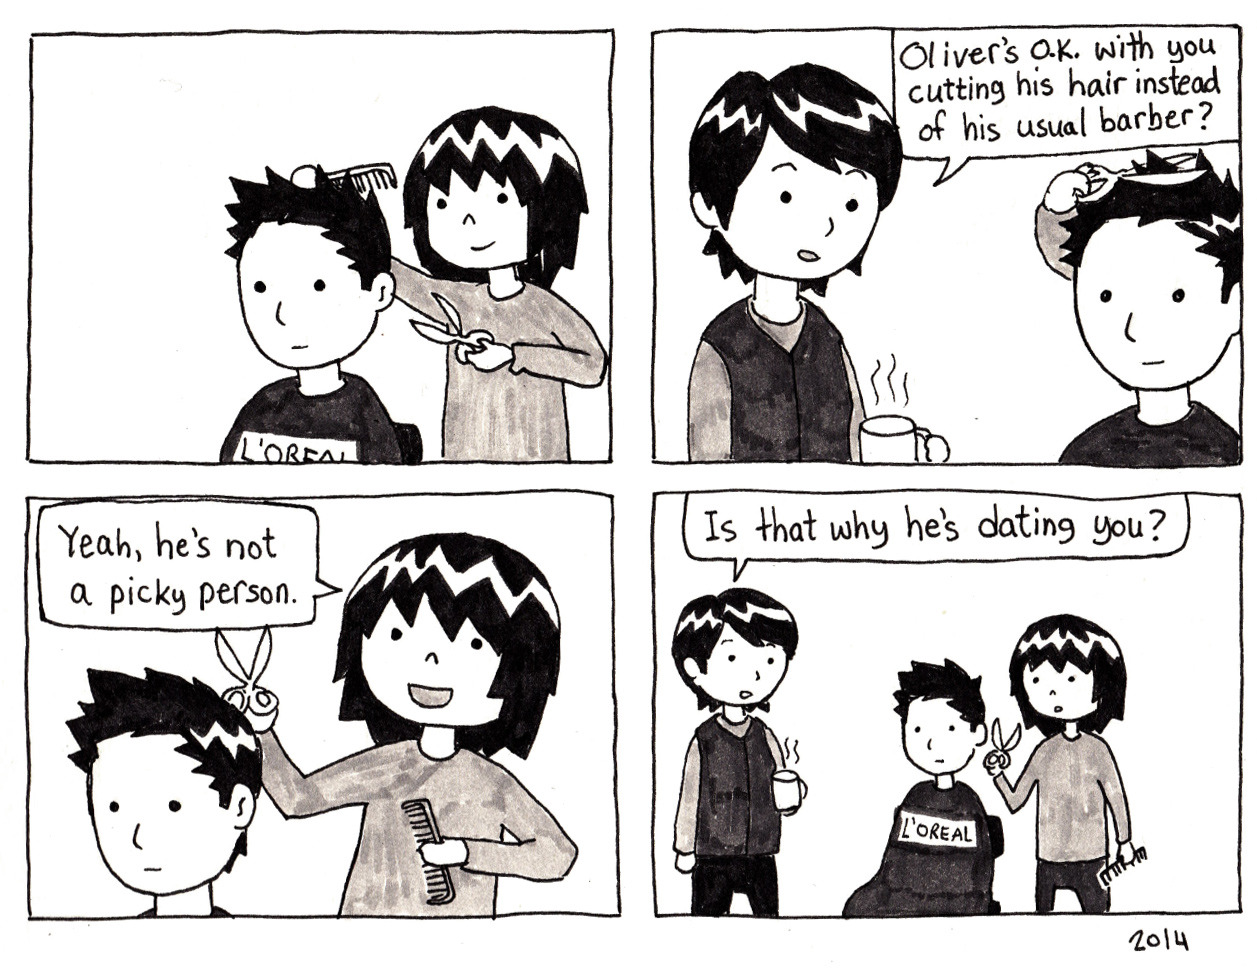 L'OREAL
Oliver's O.K. with you
cutting his hair instead
of his usual barber?
Yeah, he's not
a picky person.
Is that why he's dating you?
L'OREAL
2014